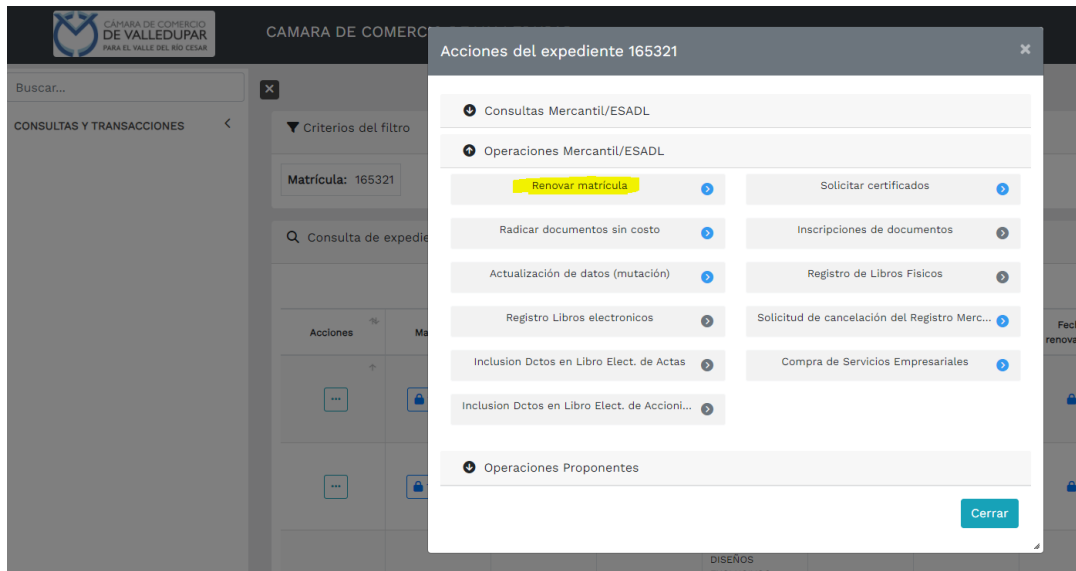 CÁMARA DE COMERCIO
DE VALLEDUPAR
PARA EL VALLE DEL RÍO CESAR
CAMARA DE COMERC
Buscar...
CONSULTAS Y TRANSACCIONES
Criterios del filtro
Matrícula: 165321
Consulta de expedie
Acciones
Ma
Fech
renova
DISEÑOS
Acciones del expediente 165321
Consultas Mercantil/ESADL
Operaciones Mercantil/ESADL
Renovar matrícula
Solicitar certificados
Radicar documentos sin costo
Inscripciones de documentos
Actualización de datos (mutación)
Registro de Libros Físicos
Registro Libros electronicos
Solicitud de cancelación del Registro Merc...
Inclusion Dctos en Libro Elect. de Actas
Compra de Servicios Empresariales
Inclusion Dctos en Libro Elect. de Accioni...
Operaciones Proponentes
Cerrar